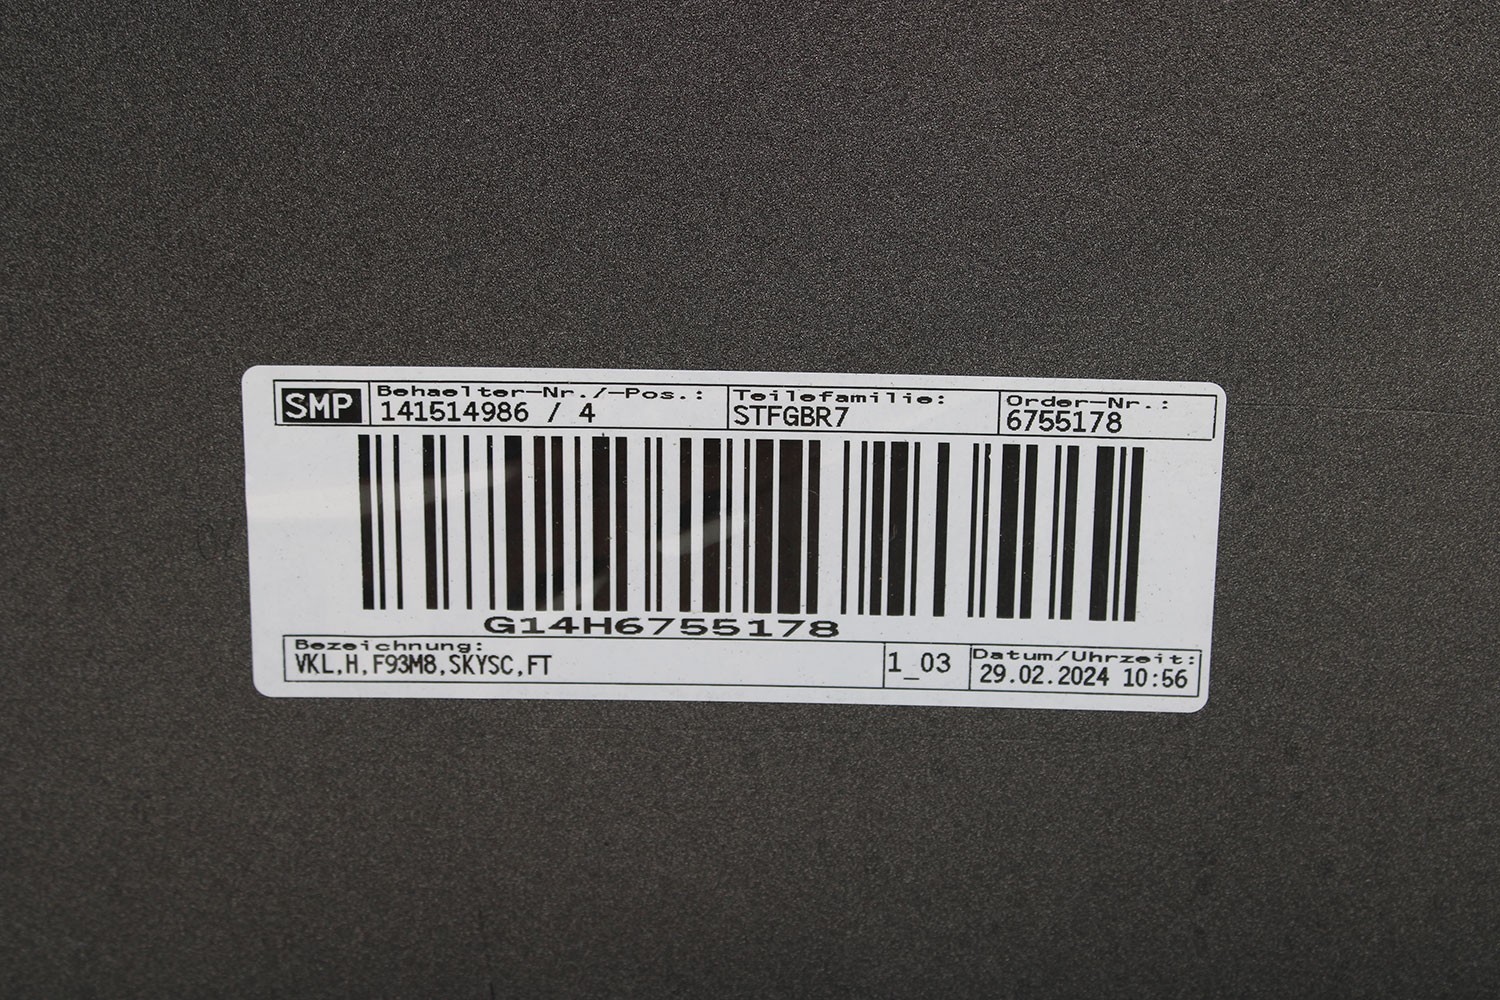 SMP Behaelter-Nr./-Pos.: Teilefamilie: Order-Nr.:
141514986 / 4 STFGBR7 6755178
G14H6755178
Bezeichnung: 1_03 Datum/Uhrzeit:
VKL,H,F93M8,SKYSC,FT 29.02.2024 10:56